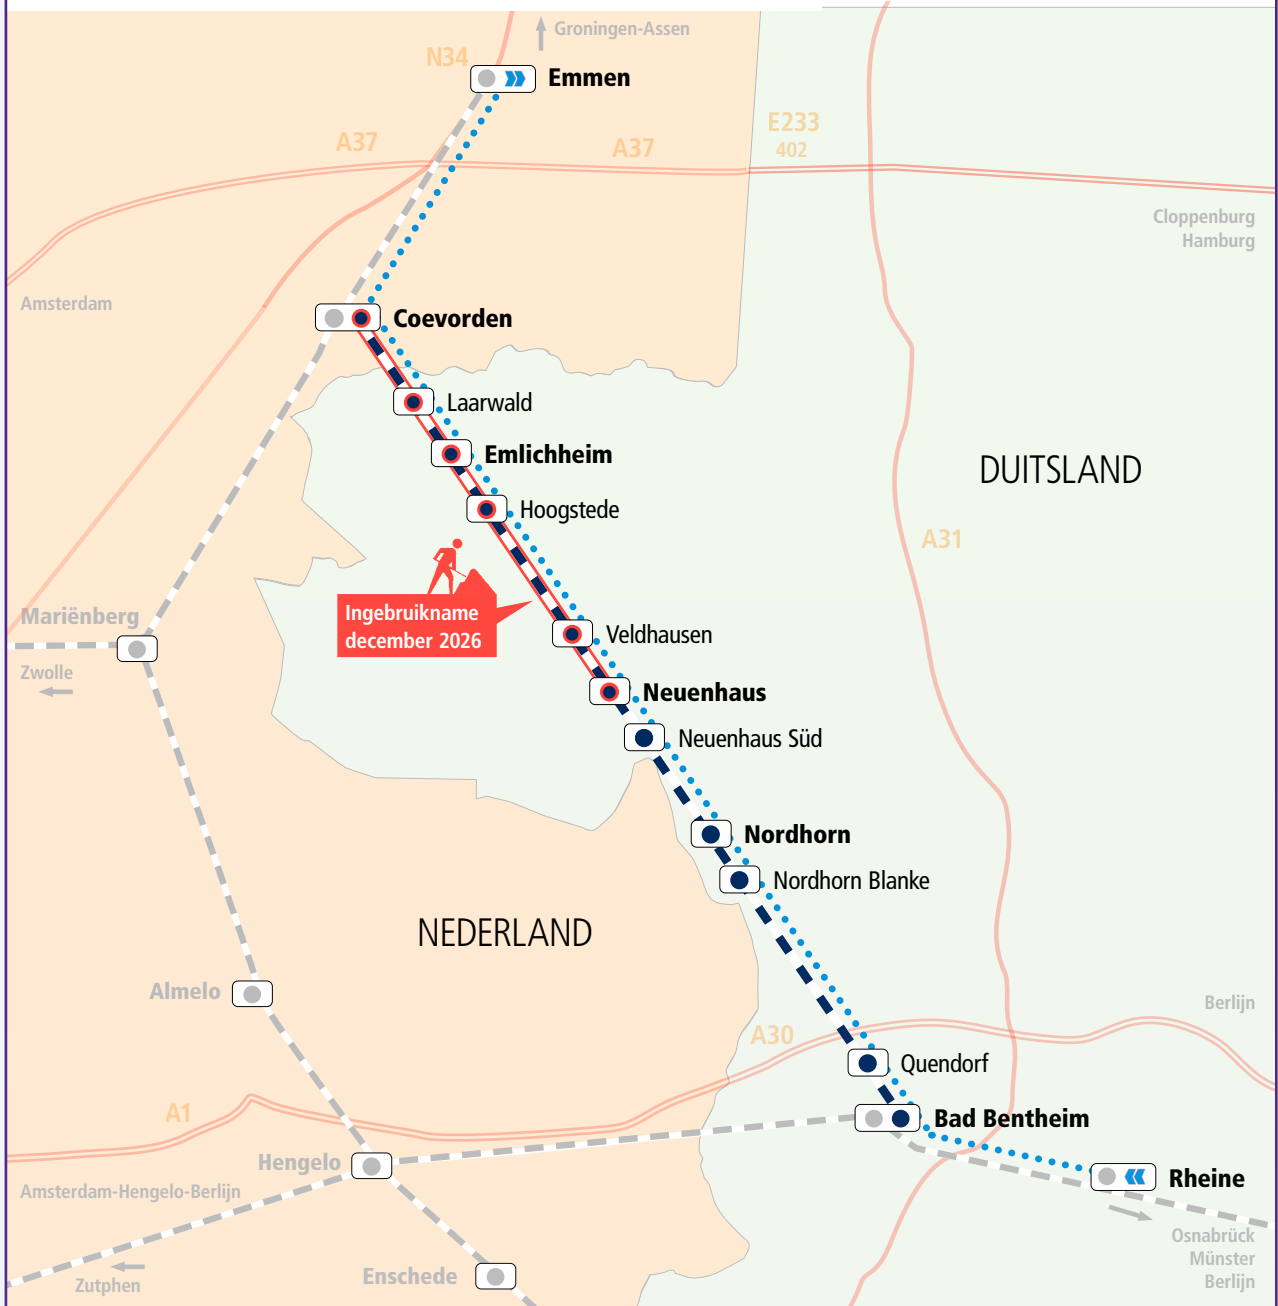 Groningen-Assen
N34
Emmen
E233
402
A37
A37
Cloppenburg
Hamburg
Amsterdam
Coevorden
Laarwald
Emlichheim
DUITSLAND
Hoogstede
A31
Ingebruikname
december 2026
Mariënberg
Veldhausen
Zwolle
Neuenhaus
Neuenhaus Süd
Nordhorn
Nordhorn Blanke
NEDERLAND
Almelo
Berlijn
A30
Quendorf
A1
Bad Bentheim
Hengelo
Rheine
Amsterdam-Hengelo-Berlijn
Osnabrück
Münster
Berlijn
Enschede
Zutphen